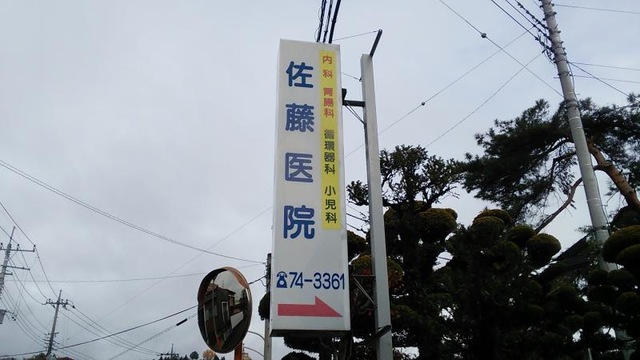 佐藤医院
内科 胃腸科 循環器科 小児科
☎74-3361